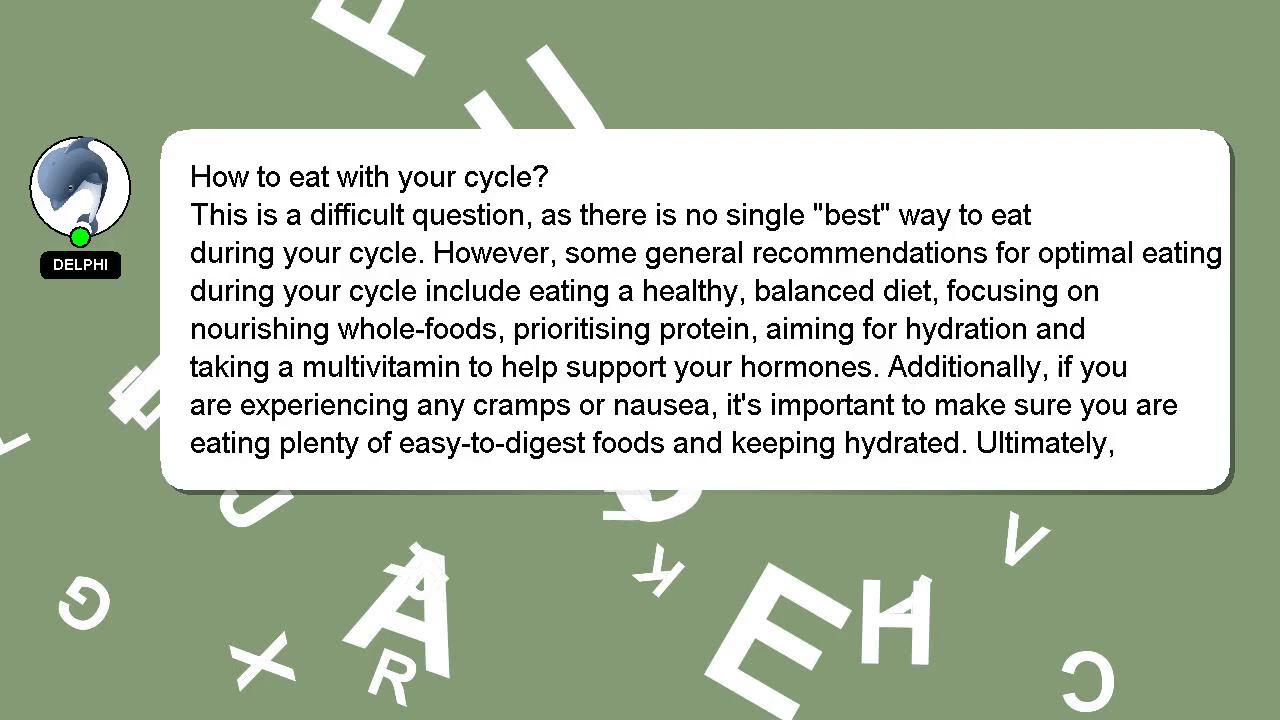 How to eat with your cycle?
This is a difficult question, as there is no single "best" way to eat
during your cycle. However, some general recommendations for optimal eating
during your cycle include eating a healthy, balanced diet, focusing on
nourishing whole-foods, prioritising protein, aiming for hydration and
taking a multivitamin to help support your hormones. Additionally, if you
are experiencing any cramps or nausea, it's important to make sure you are
eating plenty of easy-to-digest foods and keeping hydrated. Ultimately,
DELPHI
G
X
A
R
K
E
H
V
C